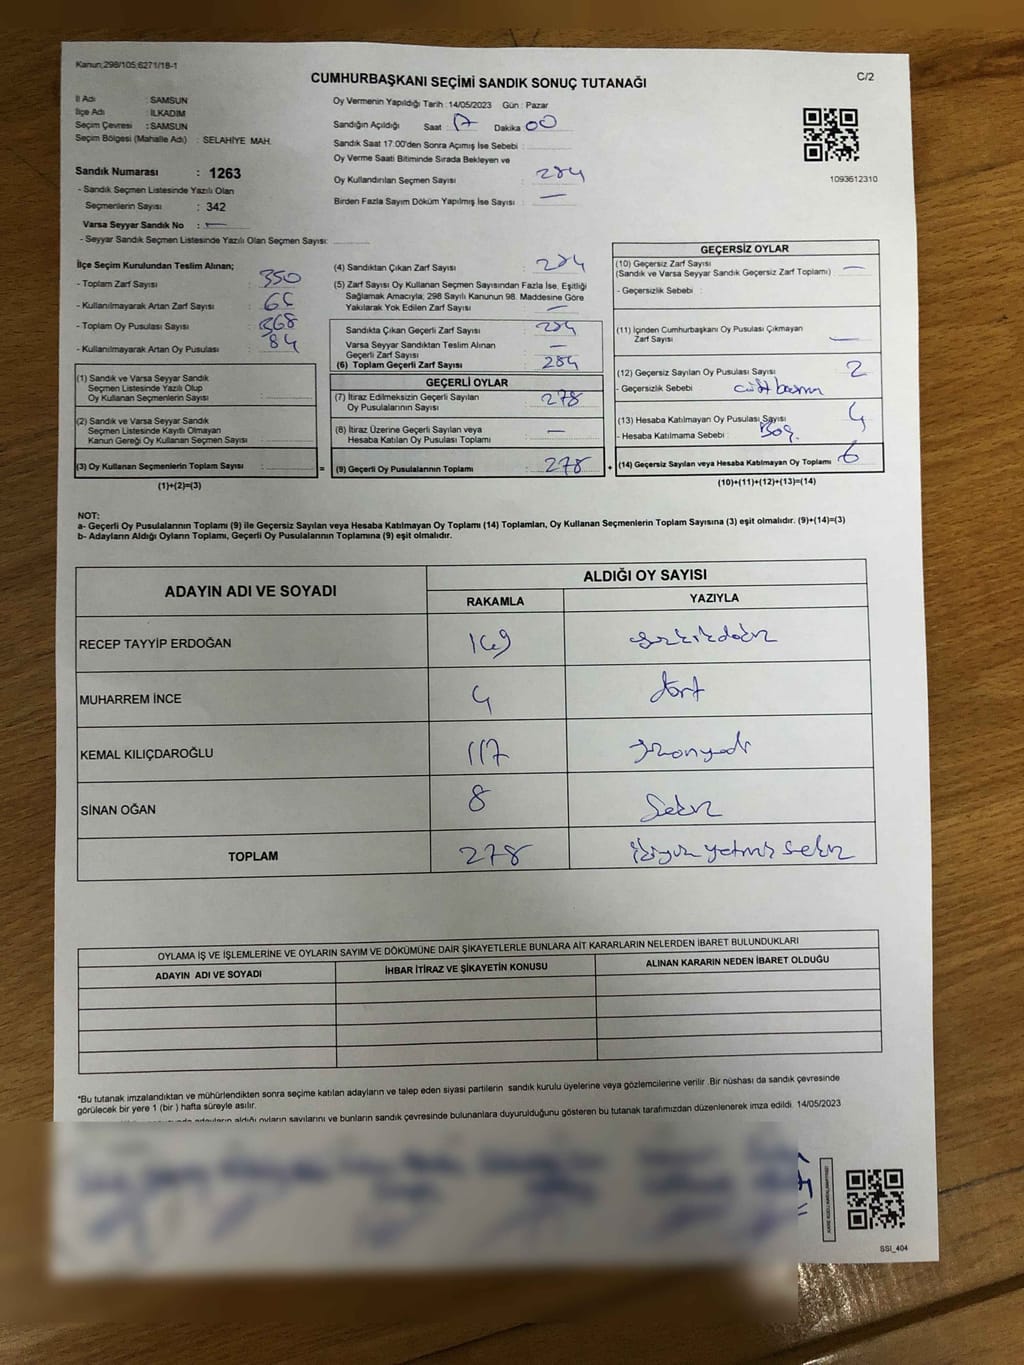 Kanun:298/105;6271/18-1
C/2
CUMHURBAŞKANI SEÇİMİ SANDIK SONUÇ TUTANAĞI
İl Adı : SAMSUN
İlçe Adı : İLKADIM
Seçim Çevresi : SAMSUN
Seçim Bölgesi (Mahalle Adı) : SELAHİYE MAH.
Sandık Numarası : 1263
- Sandık Seçmen Listesinde Yazılı Olan
Seçmenlerin Sayısı : 342
Varsa Seyyar Sandık No : —
- Seyyar Sandık Seçmen Listesinde Yazılı Olan Seçmen Sayısı:
Oy Vermenin Yapıldığı Tarih : 14/05/2023 Gün : Pazar
Sandığın Açıldığı Saat 17 Dakika 00
Sandık Saat 17:00'den Sonra Açımış İse Sebebi :
Oy Verme Saati Bitiminde Sırada Bekleyen ve
Oy Kullandırılan Seçmen Sayısı : 284
Birden Fazla Sayım Döküm Yapılmış İse Sayısı : —
1093612310
İlçe Seçim Kurulundan Teslim Alınan;
- Toplam Zarf Sayısı : 350
- Kullanılmayarak Artan Zarf Sayısı : 66
- Toplam Oy Pusulası Sayısı : 368
- Kullanılmayarak Artan Oy Pusulası : 84
(1) Sandık ve Varsa Seyyar Sandık
Seçmen Listesinde Yazılı Olup
Oy Kullanan Seçmenlerin Sayısı :
(2) Sandık ve Varsa Seyyar Sandık
Seçmen Listesinde Kayıtlı Olmayan
Kanun Gereği Oy Kullanan Seçmen Sayısı :
(3) Oy Kullanan Seçmenlerin Toplam Sayısı : =
(1)+(2)=(3)
(4) Sandıktan Çıkan Zarf Sayısı : 284
(5) Zarf Sayısı Oy Kullanan Seçmen Sayısından Fazla İse, Eşitliği
Sağlamak Amacıyla; 298 Sayılı Kanunun 98. Maddesine Göre
Yakılarak Yok Edilen Zarf Sayısı : —
Sandıkta Çıkan Geçerli Zarf Sayısı : 284
Varsa Seyyar Sandıktan Teslim Alınan
Geçerli Zarf Sayısı : —
(6) Toplam Geçerli Zarf Sayısı : 284
GEÇERLİ OYLAR
(7) İtiraz Edilmeksizin Geçerli Sayılan
Oy Pusulalarının Sayısı : 278
(8) İtiraz Üzerine Geçerli Sayılan veya
Hesaba Katılan Oy Pusulası Toplamı : —
(9) Geçerli Oy Pusulalarının Toplamı : 278 +
GEÇERSİZ OYLAR
(10) Geçersiz Zarf Sayısı : —
(Sandık ve Varsa Seyyar Sandık Geçersiz Zarf Toplamı)
- Geçersizlik Sebebi :
(11) İçinden Cumhurbaşkanı Oy Pusulası Çıkmayan
Zarf Sayısı : —
(12) Geçersiz Sayılan Oy Pusulası Sayısı : 2
- Geçersizlik Sebebi : çift basım
(13) Hesaba Katılmayan Oy Pusulası Sayısı : 4
- Hesaba Katılmama Sebebi : Boş.
(14) Geçersiz Sayılan veya Hesaba Katılmayan Oy Toplamı : 6
(10)+(11)+(12)+(13)=(14)
NOT:
a- Geçerli Oy Pusulalarının Toplamı (9) ile Geçersiz Sayılan veya Hesaba Katılmayan Oy Toplamı (14) Toplamları, Oy Kullanan Seçmenlerin Toplam Sayısına (3) eşit olmalıdır. (9)+(14)=(3)
b- Adayların Aldığı Oyların Toplamı, Geçerli Oy Pusulalarının Toplamına (9) eşit olmalıdır.
ADAYIN ADI VE SOYADI ALDIĞI OY SAYISI
RAKAMLA YAZIYLA
RECEP TAYYİP ERDOĞAN 149
MUHARREM İNCE 4 dört
KEMAL KILIÇDAROĞLU 117 yüzonyedi
SİNAN OĞAN 8 Sekiz
TOPLAM 278 ikiyüz yetmiş sekiz
OYLAMA İŞ VE İŞLEMLERİNE VE OYLARIN SAYIM VE DÖKÜMÜNE DAİR ŞİKAYETLERLE BUNLARA AİT KARARLARIN NELERDEN İBARET BULUNDUKLARI
ADAYIN ADI VE SOYADI İHBAR İTİRAZ VE ŞİKAYETİN KONUSU ALINAN KARARIN NEDEN İBARET OLDUĞU
*Bu tutanak imzalandıktan ve mühürlendikten sonra seçime katılan adayların ve talep eden siyasi partilerin sandık kurulu üyelerine veya gözlemcilerine verilir .Bir nüshası da sandık çevresinde
görülecek bir yere 1 (bir ) hafta süreyle asılır.
adayların aldığı oyların sayılarını ve bunların sandık çevresinde bulunanlara duyurulduğunu gösteren bu tutanak tarafımızdan düzenlenerek imza edildi. 14/05/2023
SSI_404